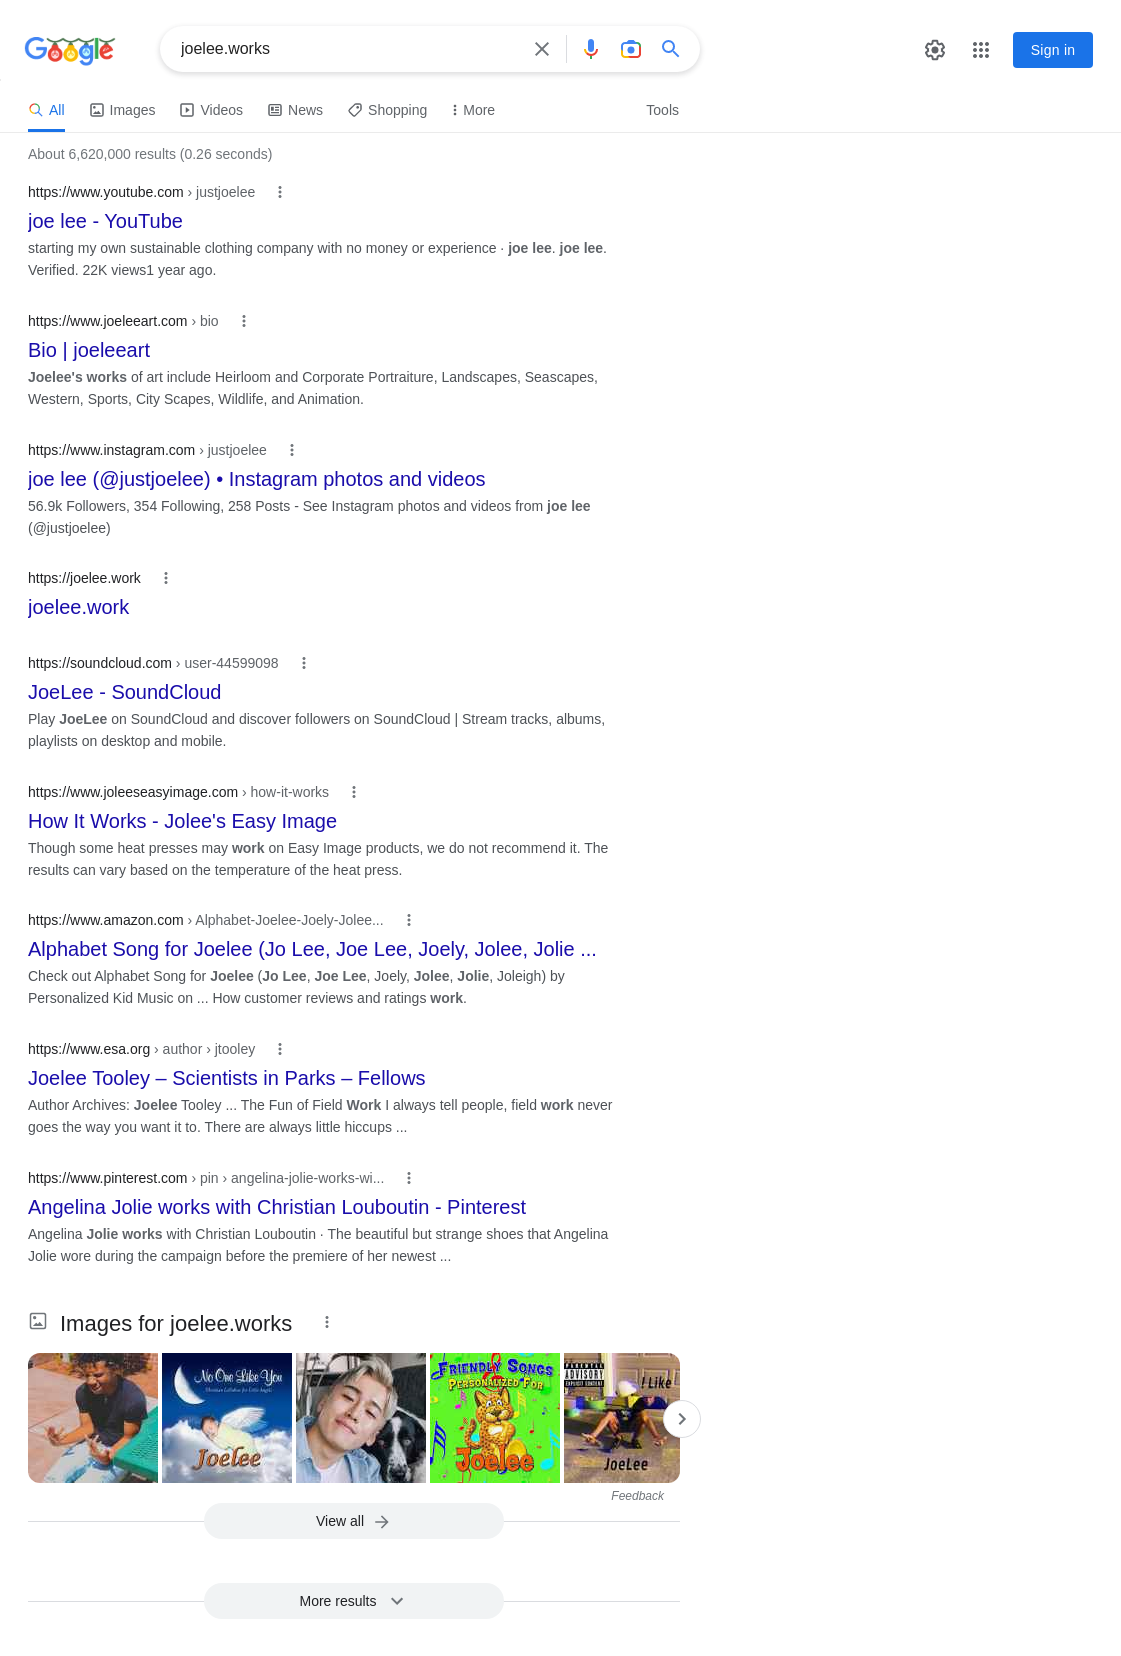 Google
joelee.works
Sign in
All Images Videos News Shopping More Tools
About 6,620,000 results (0.26 seconds)
https://www.youtube.com › justjoelee
joe lee - YouTube
starting my own sustainable clothing company with no money or experience · joe lee. joe lee.
Verified. 22K views1 year ago.
https://www.joeleeart.com › bio
Bio | joeleeart
Joelee's works of art include Heirloom and Corporate Portraiture, Landscapes, Seascapes,
Western, Sports, City Scapes, Wildlife, and Animation.
https://www.instagram.com › justjoelee
joe lee (@justjoelee) • Instagram photos and videos
56.9k Followers, 354 Following, 258 Posts - See Instagram photos and videos from joe lee
(@justjoelee)
https://joelee.work
joelee.work
https://soundcloud.com › user-44599098
JoeLee - SoundCloud
Play JoeLee on SoundCloud and discover followers on SoundCloud | Stream tracks, albums,
playlists on desktop and mobile.
https://www.joleeseasyimage.com › how-it-works
How It Works - Jolee's Easy Image
Though some heat presses may work on Easy Image products, we do not recommend it. The
results can vary based on the temperature of the heat press.
https://www.amazon.com › Alphabet-Joelee-Joely-Jolee...
Alphabet Song for Joelee (Jo Lee, Joe Lee, Joely, Jolee, Jolie ...
Check out Alphabet Song for Joelee (Jo Lee, Joe Lee, Joely, Jolee, Jolie, Joleigh) by
Personalized Kid Music on ... How customer reviews and ratings work.
https://www.esa.org › author › jtooley
Joelee Tooley – Scientists in Parks – Fellows
Author Archives: Joelee Tooley ... The Fun of Field Work I always tell people, field work never
goes the way you want it to. There are always little hiccups ...
https://www.pinterest.com › pin › angelina-jolie-works-wi...
Angelina Jolie works with Christian Louboutin - Pinterest
Angelina Jolie works with Christian Louboutin · The beautiful but strange shoes that Angelina
Jolie wore during the campaign before the premiere of her newest ...
Images for joelee.works
No One Like You
Christian Lullabies for Little Angels
Joelee
FRIENDLY SONGS
PERSONALIZED FOR
Joelee
PARENTAL
ADVISORY
EXPLICIT CONTENT
I Like
JoeLee
Feedback
View all
More results